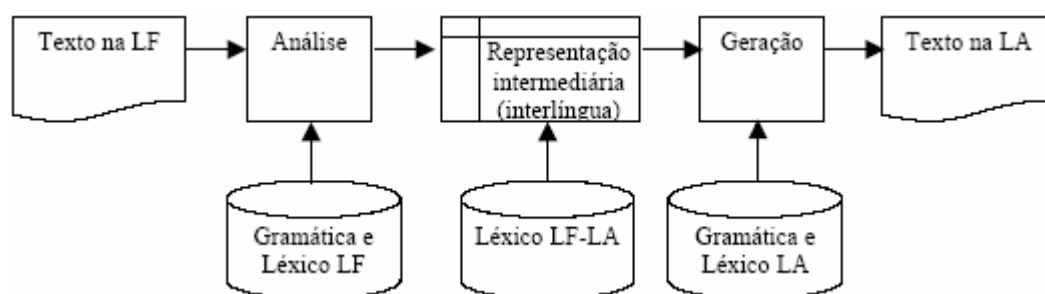 Texto na LF
Análise
Representação
intermediária
(interlíngua)
Geração
Texto na LA
Gramática e
Léxico LF
Léxico LF-LA
Gramática e
Léxico LA